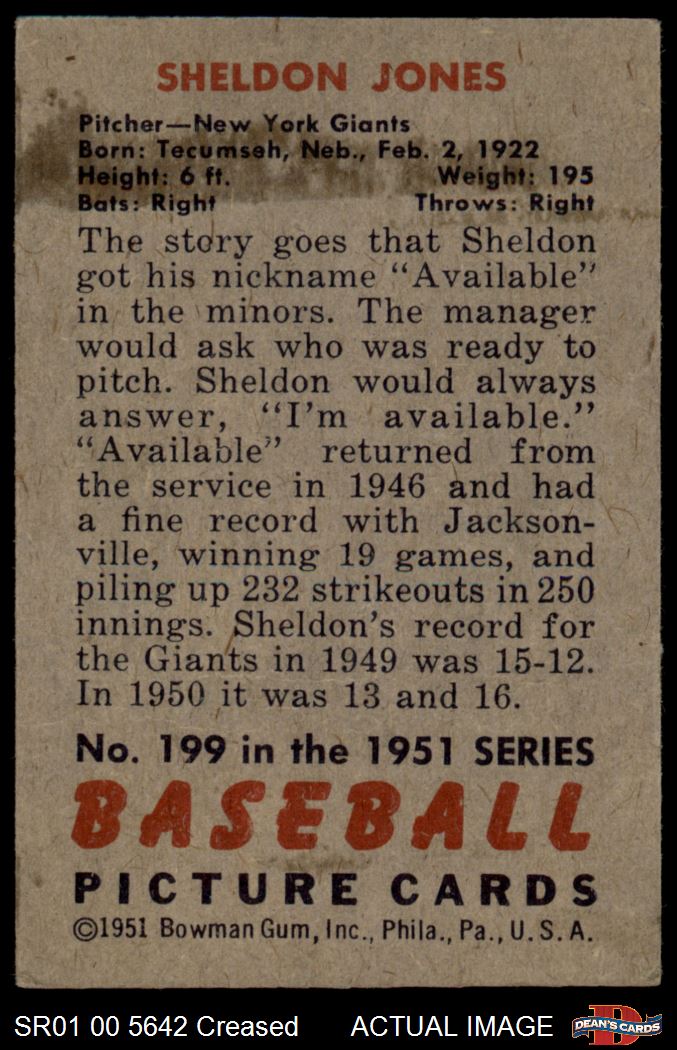 SHELDON JONES
Pitcher—New York Giants
Born: Tecumseh, Neb., Feb. 2, 1922
Height: 6 ft. Weight: 195
Bats: Right Throws: Right
The story goes that Sheldon
got his nickname “Available”
in the minors. The manager
would ask who was ready to
pitch. Sheldon would always
answer, “I’m available.”
“Available” returned from
the service in 1946 and had
a fine record with Jackson-
ville, winning 19 games, and
piling up 232 strikeouts in 250
innings. Sheldon’s record for
the Giants in 1949 was 15-12.
In 1950 it was 13 and 16.
No. 199 in the 1951 SERIES
BASEBALL
PICTURE CARDS
©1951 Bowman Gum, Inc., Phila., Pa., U.S.A.
SR01 00 5642 Creased ACTUAL IMAGE D DEAN'S CARDS